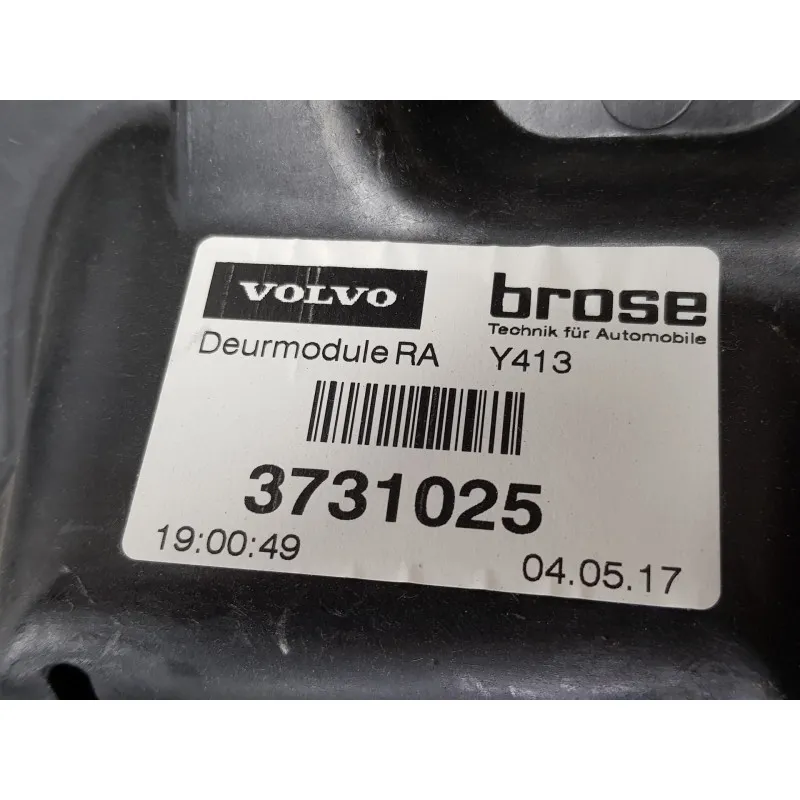 VOLVO brose
Technik für Automobile
Deurmodule RA Y413
3731025
19:00:49 04.05.17